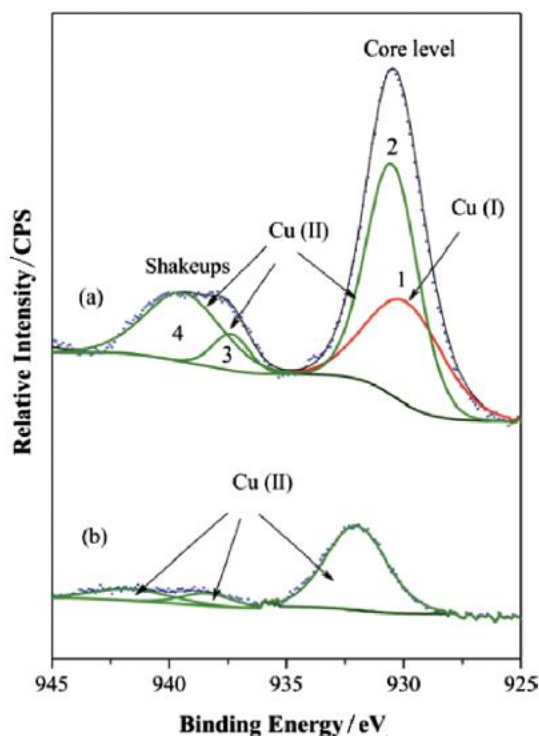 Core level
2
Cu (I)
Cu (II)
1
Shakeups
(a)
4
3
Relative Intensity/CPS
Cu (II)
(b)
945
940
935
930
925
Binding Energy/eV